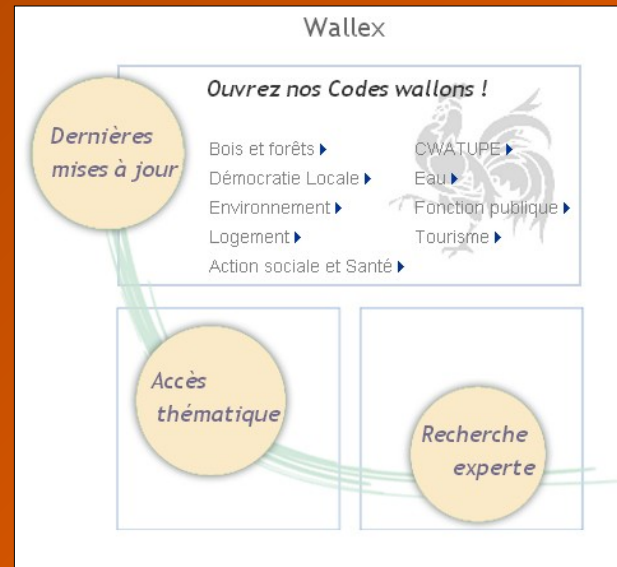 Wallex
Ouvrez nos Codes wallons !
Dernières
mises à jour
Bois et forêts
Démocratie Locale
Environnement
Logement
Action sociale et Santé
CWATUPE
Eau
Fonction publique
Tourisme
Accès
thématique
Recherche
experte